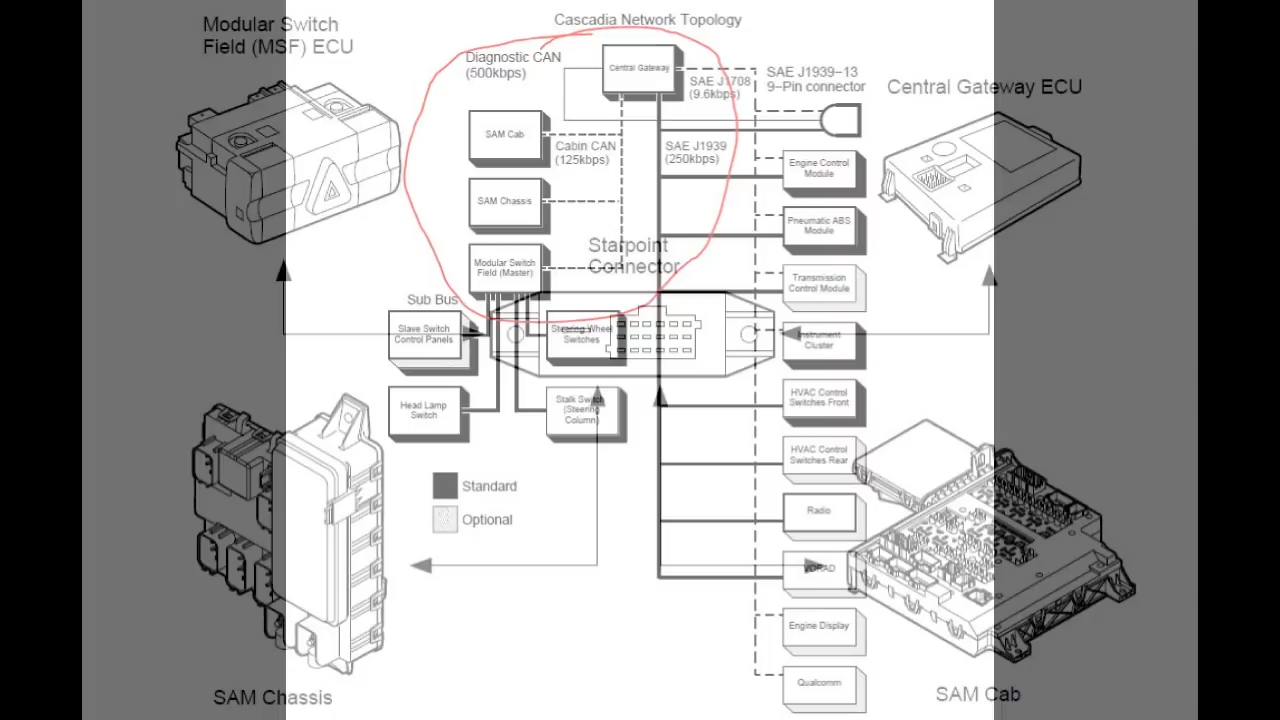 Modular Switch
Field (MSF) ECU
Cascadia Network Topology
Diagnostic CAN
(500kbps)
Central Gateway
SAE J1708
(9.6kbps)
SAE J1939-13
9-Pin connector
Central Gateway ECU
SAM Cab
Cabin CAN
(125kbps)
SAE J1939
(250kbps)
Engine Control
Module
SAM Chassis
Pneumatic ABS
Module
Starpoint
Connector
Modular Switch
Field (Master)
Transmission
Control Module
Sub Bus
Slave Switch
Control Panels
Steering Wheel
Switches
Instrument
Cluster
Head Lamp
Switch
Stalk Switch
(Steering
Column)
HVAC Control
Switches Front
HVAC Control
Switches Rear
Standard
Optional
Radio
VORAD
Engine Display
Qualcomm
SAM Chassis
SAM Cab